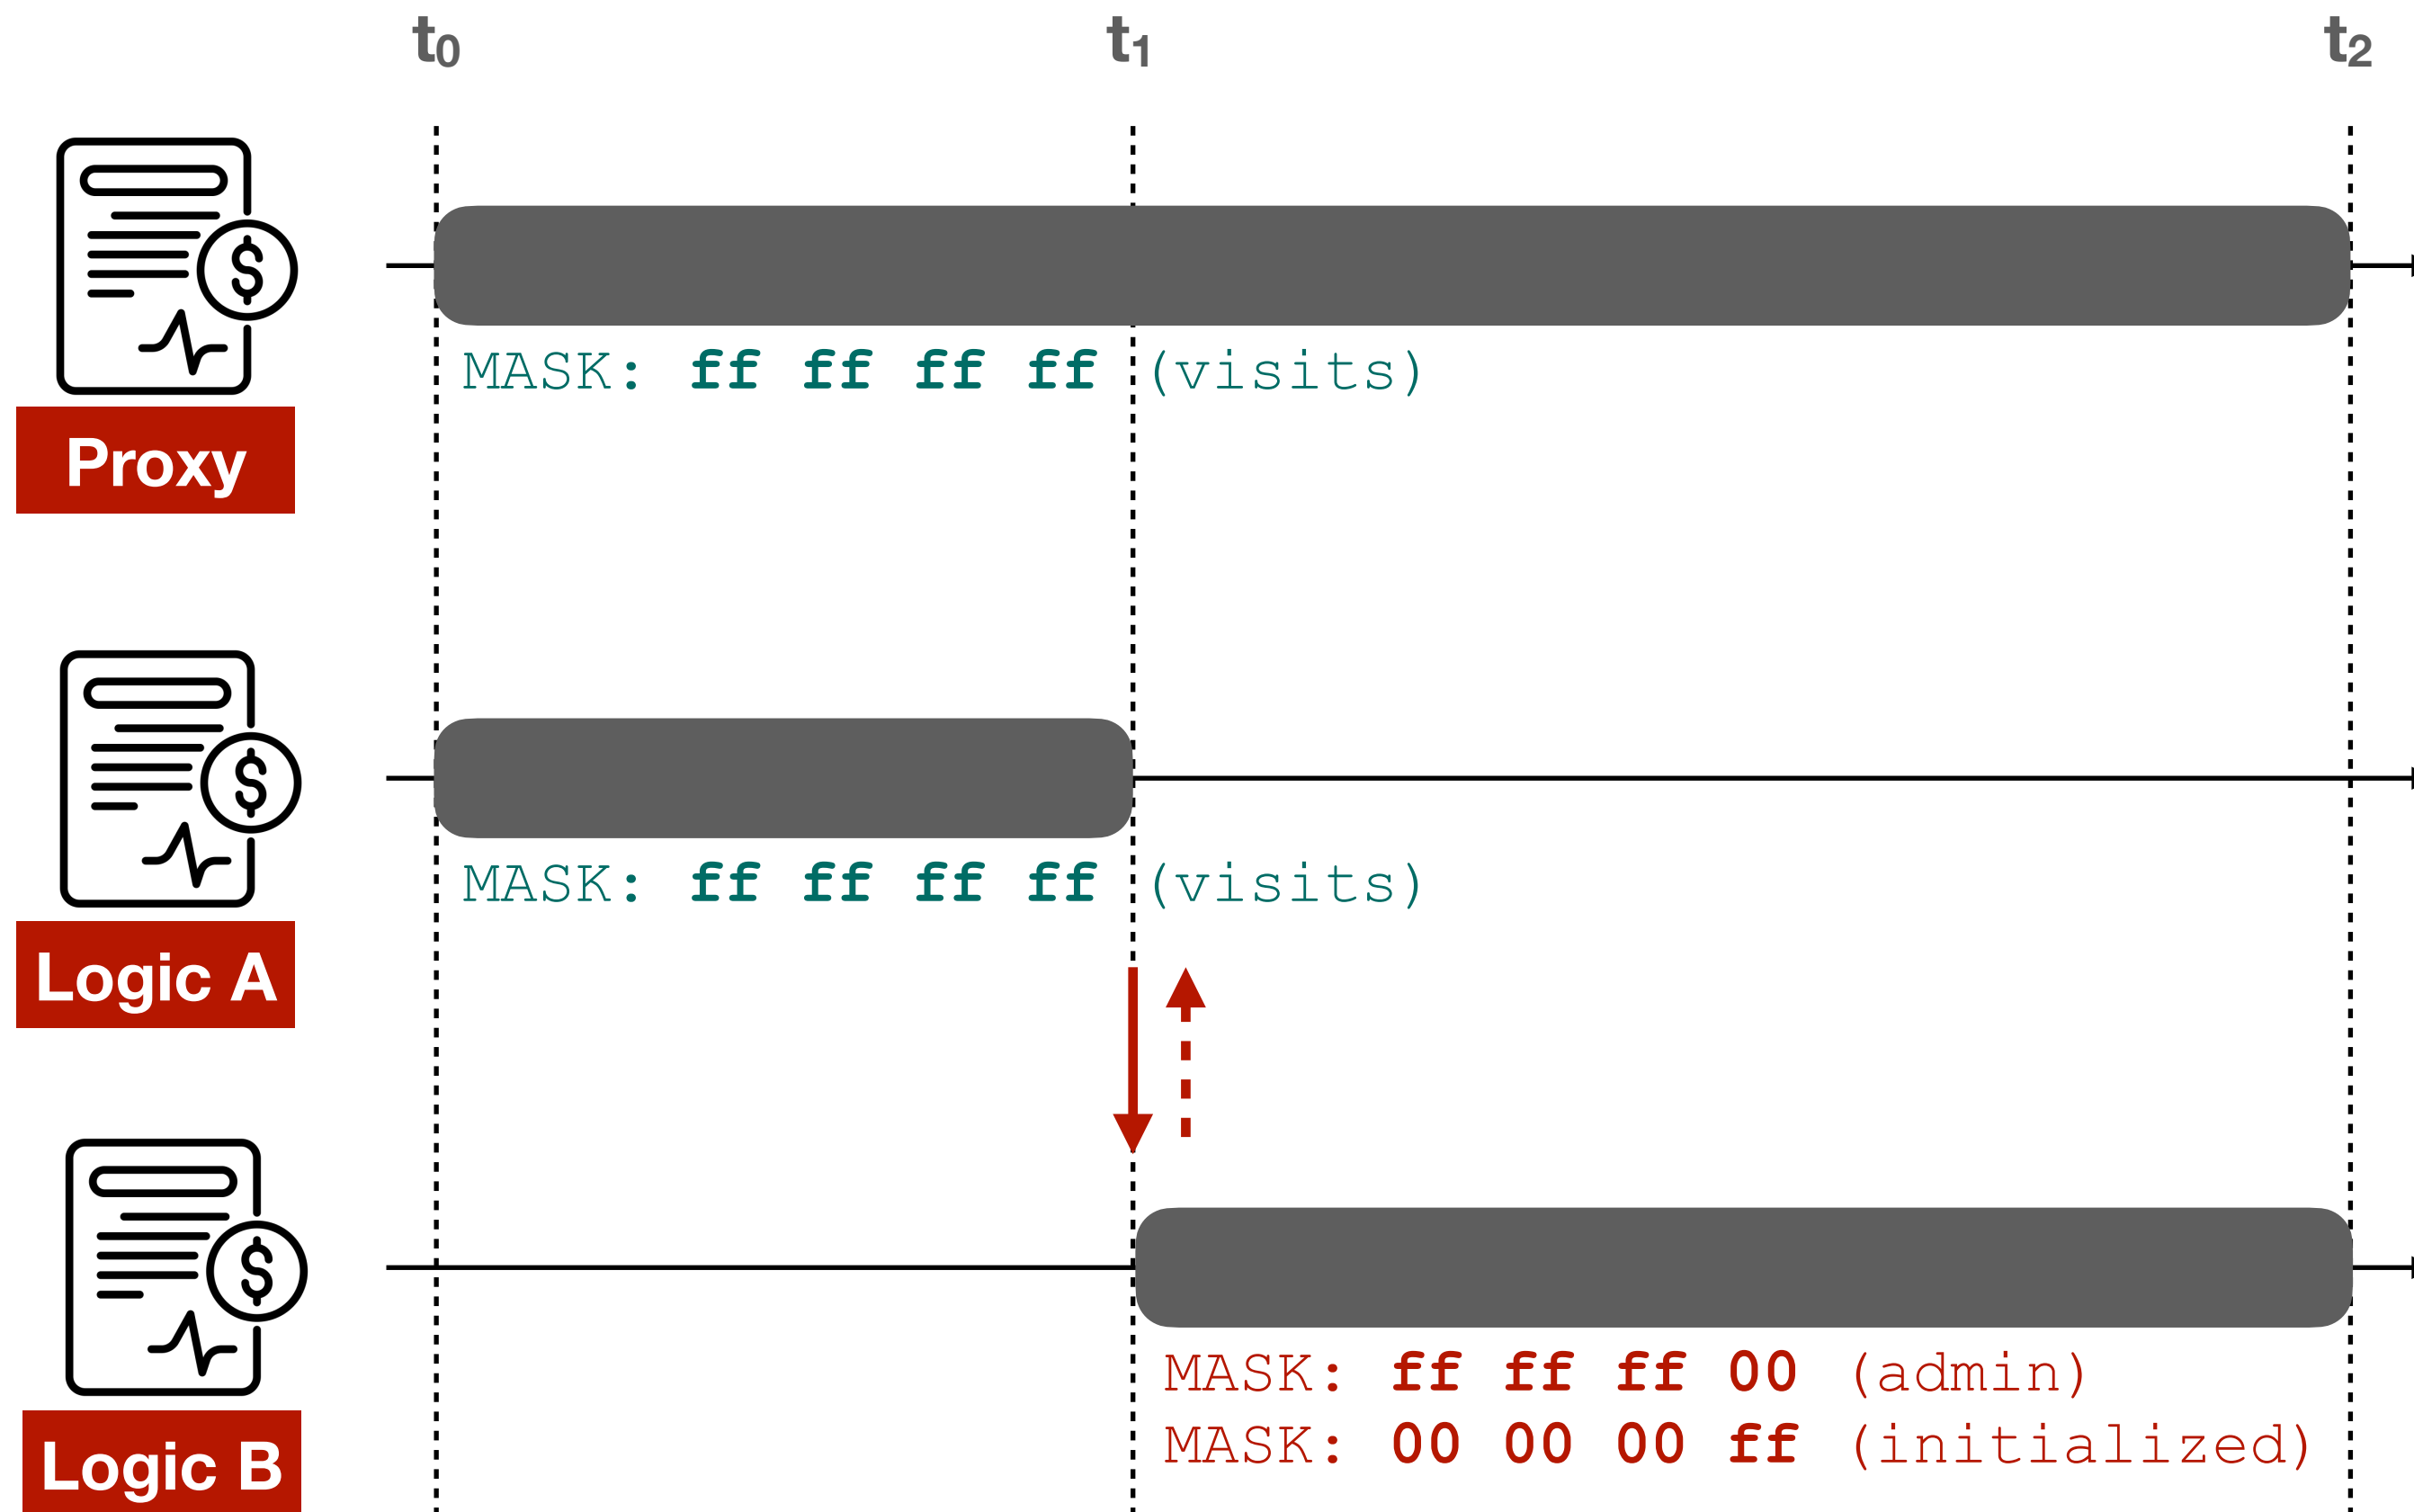 t0 t1 t2
MASK: ff ff ff ff (visits)
Proxy
MASK: ff ff ff ff (visits)
Logic A
MASK: ff ff ff 00 (admin)
MASK: 00 00 00 ff (initialized)
Logic B